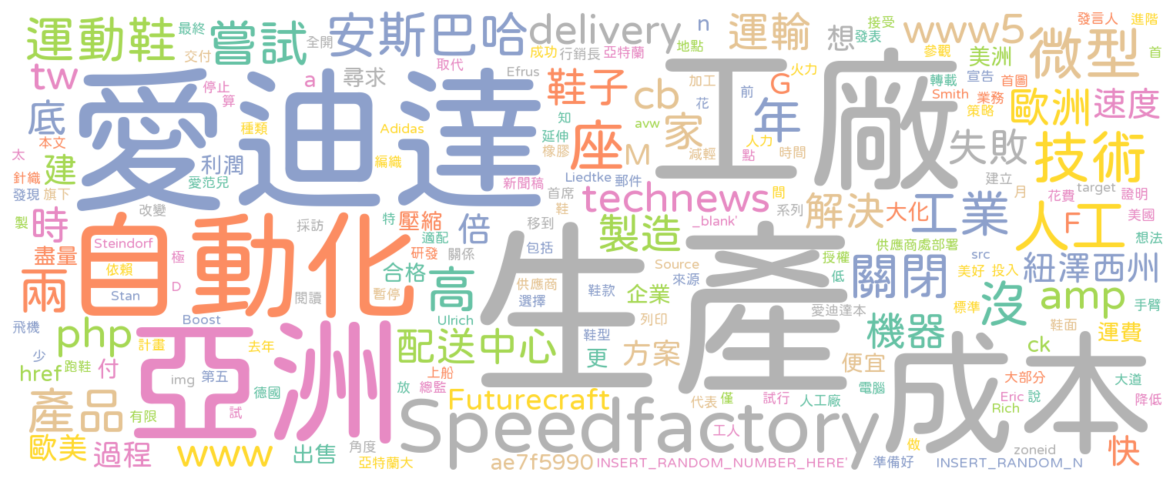 運動鞋 最終 嘗試 全開 安斯巴哈 delivery n 運輸 想 接受 www5 發言人 進階
交付 行銷長 成功 亞特蘭 地點 發表 參觀 美洲 微型 首
tw 停止 a 尋求 取代 Efrus 鞋子 cb 加工 火力 G 轉載 宣告 首圖
愛迪達 工廠
底 算 種類 Adidas 知 家 花 前 年 Smith 業務 歐洲 速度
本文 延伸 avw 人力 策略
太 建 利潤 編織 橡膠 座 M 減輕 點 時間 失敗 技術
針織 愛范兒 新聞稿 Liedtke 郵件 間 建立 月 target 證明
發現 旗下 首席 technews 系列 花費 美國
製 時 改變 採訪 特 壓縮 倍 移到 鞋 _blank' 解決 大化 工業 F 人工
自動化 生產
盡量 Steindorf 適配 製造 供應商處部署 想法
兩 依賴 極 研發 關係 包括 Source 授權 src
Stan D 閱讀 暫停 合格 高 供應商 來源 低 關閉 美好 投入 紐澤西州
飛機 Boost Ulrich 選擇 鞋款 企業 愛迪達本 標準 手臂
php 亞洲 列印 機器 沒 amp
少 計畫 去年 配送中心 鞋型 更 方案 便宜 鞋面 運費
href 跑鞋 付 img 第五 上船 成本 ck
產品 德國 放 總監 Futurecraft 代表 僅 試行 電腦 人工廠 大部分 Eric 說 大道
有限 試 Speedfactory 工人 Rich 降低
歐美 過程 www 出售 角度 做 快
亞特蘭大 ae7f5990 INSERT_RANDOM_NUMBER_HERE' 準備好 INSERT_RANDOM_N zoneid